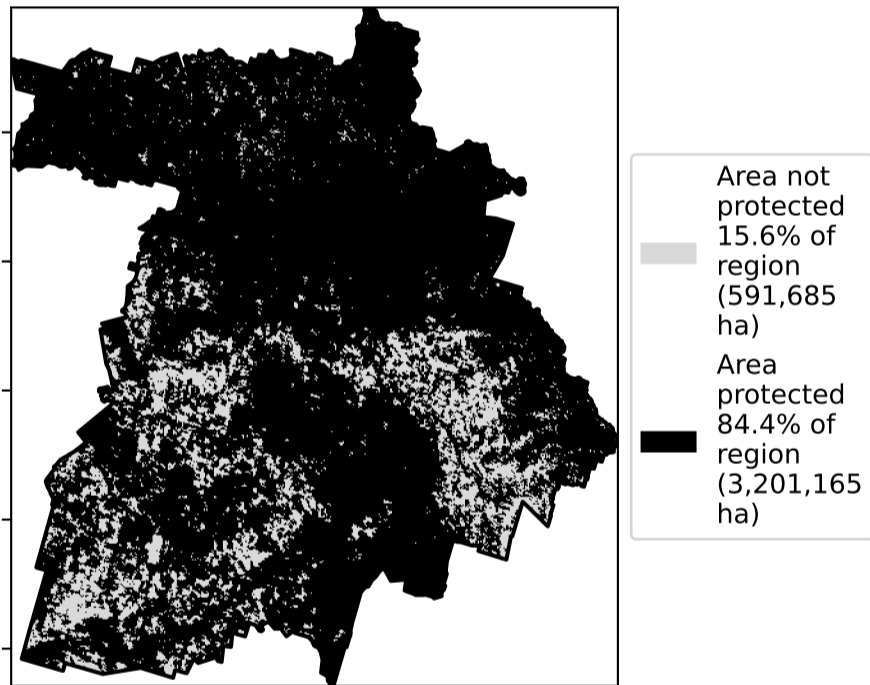 Area not
protected
15.6% of
region
(591,685
ha)
Area
protected
84.4% of
region
(3,201,165
ha)